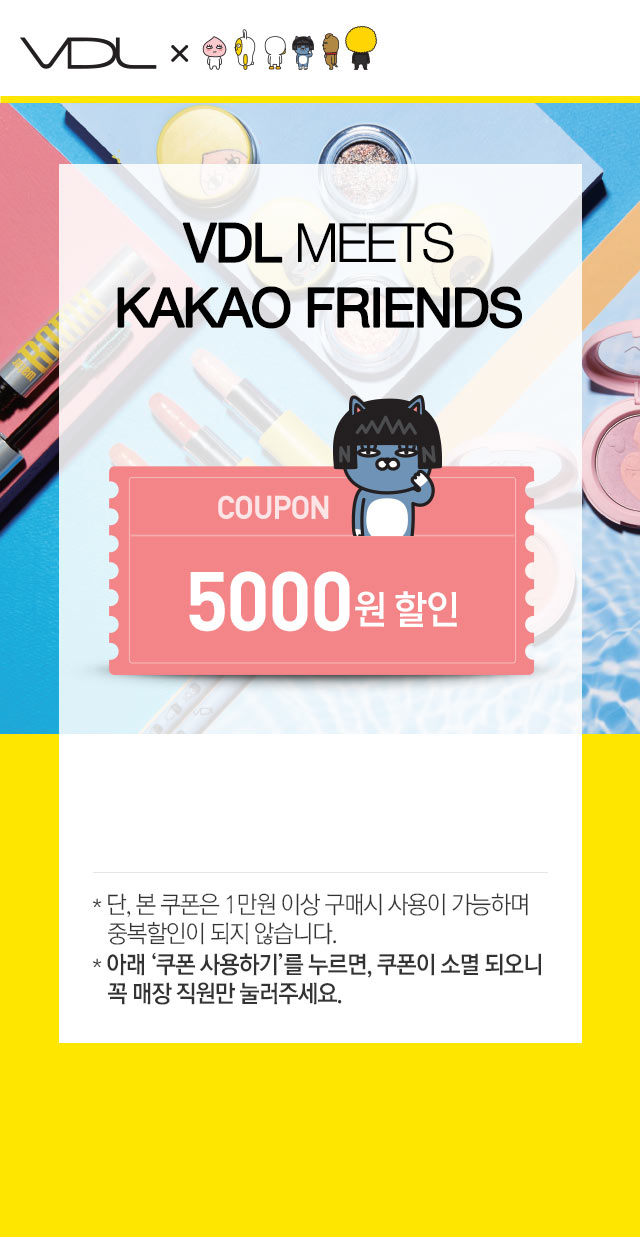 VDL ×
VDL MEETS
KAKAO FRIENDS
COUPON
5000원 할인
* 단, 본 쿠폰은 1만원 이상 구매시 사용이 가능하며
중복할인이 되지 않습니다.
* 아래 ‘쿠폰 사용하기’를 누르면, 쿠폰이 소멸 되오니
꼭 매장 직원만 눌러주세요.